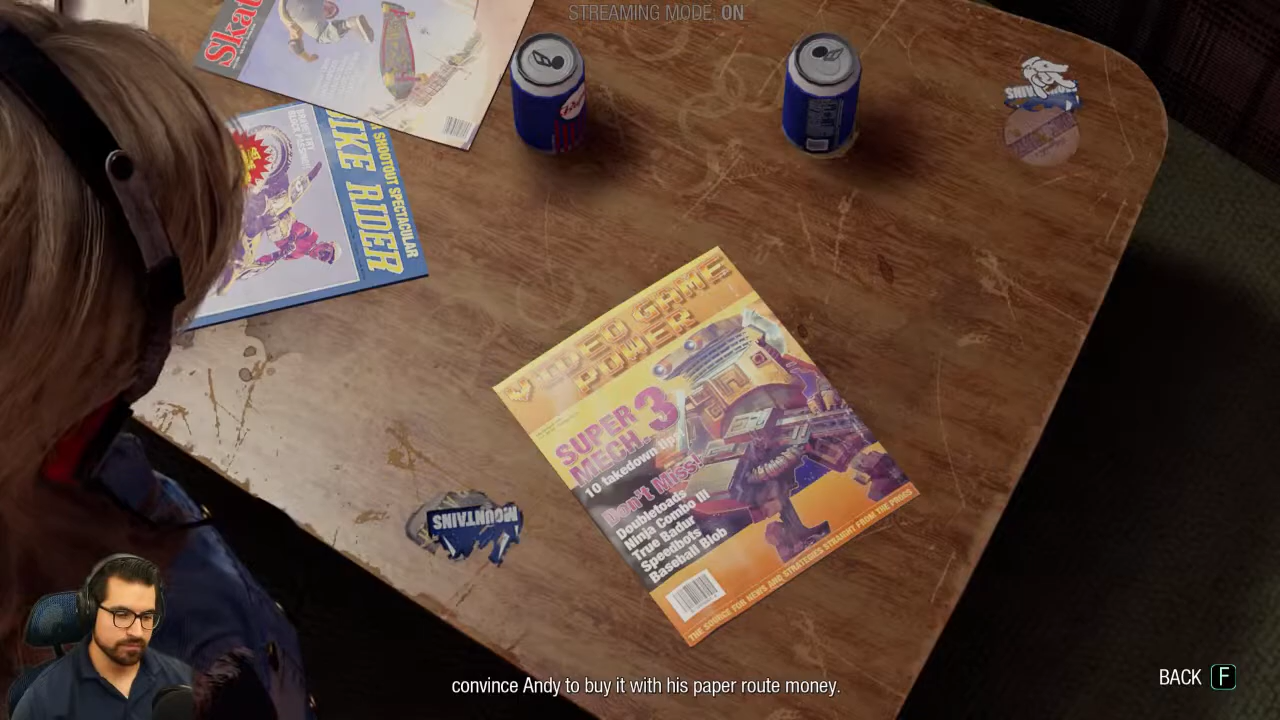 STREAMING MODE: ON
Skat
BIKE RIDER
A SHOOTOUT SPECTACULAR
VIDEO GAME
POWER
SUPER
MECH 3
10 takedown tips
Don't Miss!
Doubletoads
Ninja Combo III
True Badur
Speedbots
Baseball Blob
THE SOURCE FOR NEWS AND STRATEGIES STRAIGHT FROM THE PROS
MOUNTAINS
convince Andy to buy it with his paper route money.
BACK F